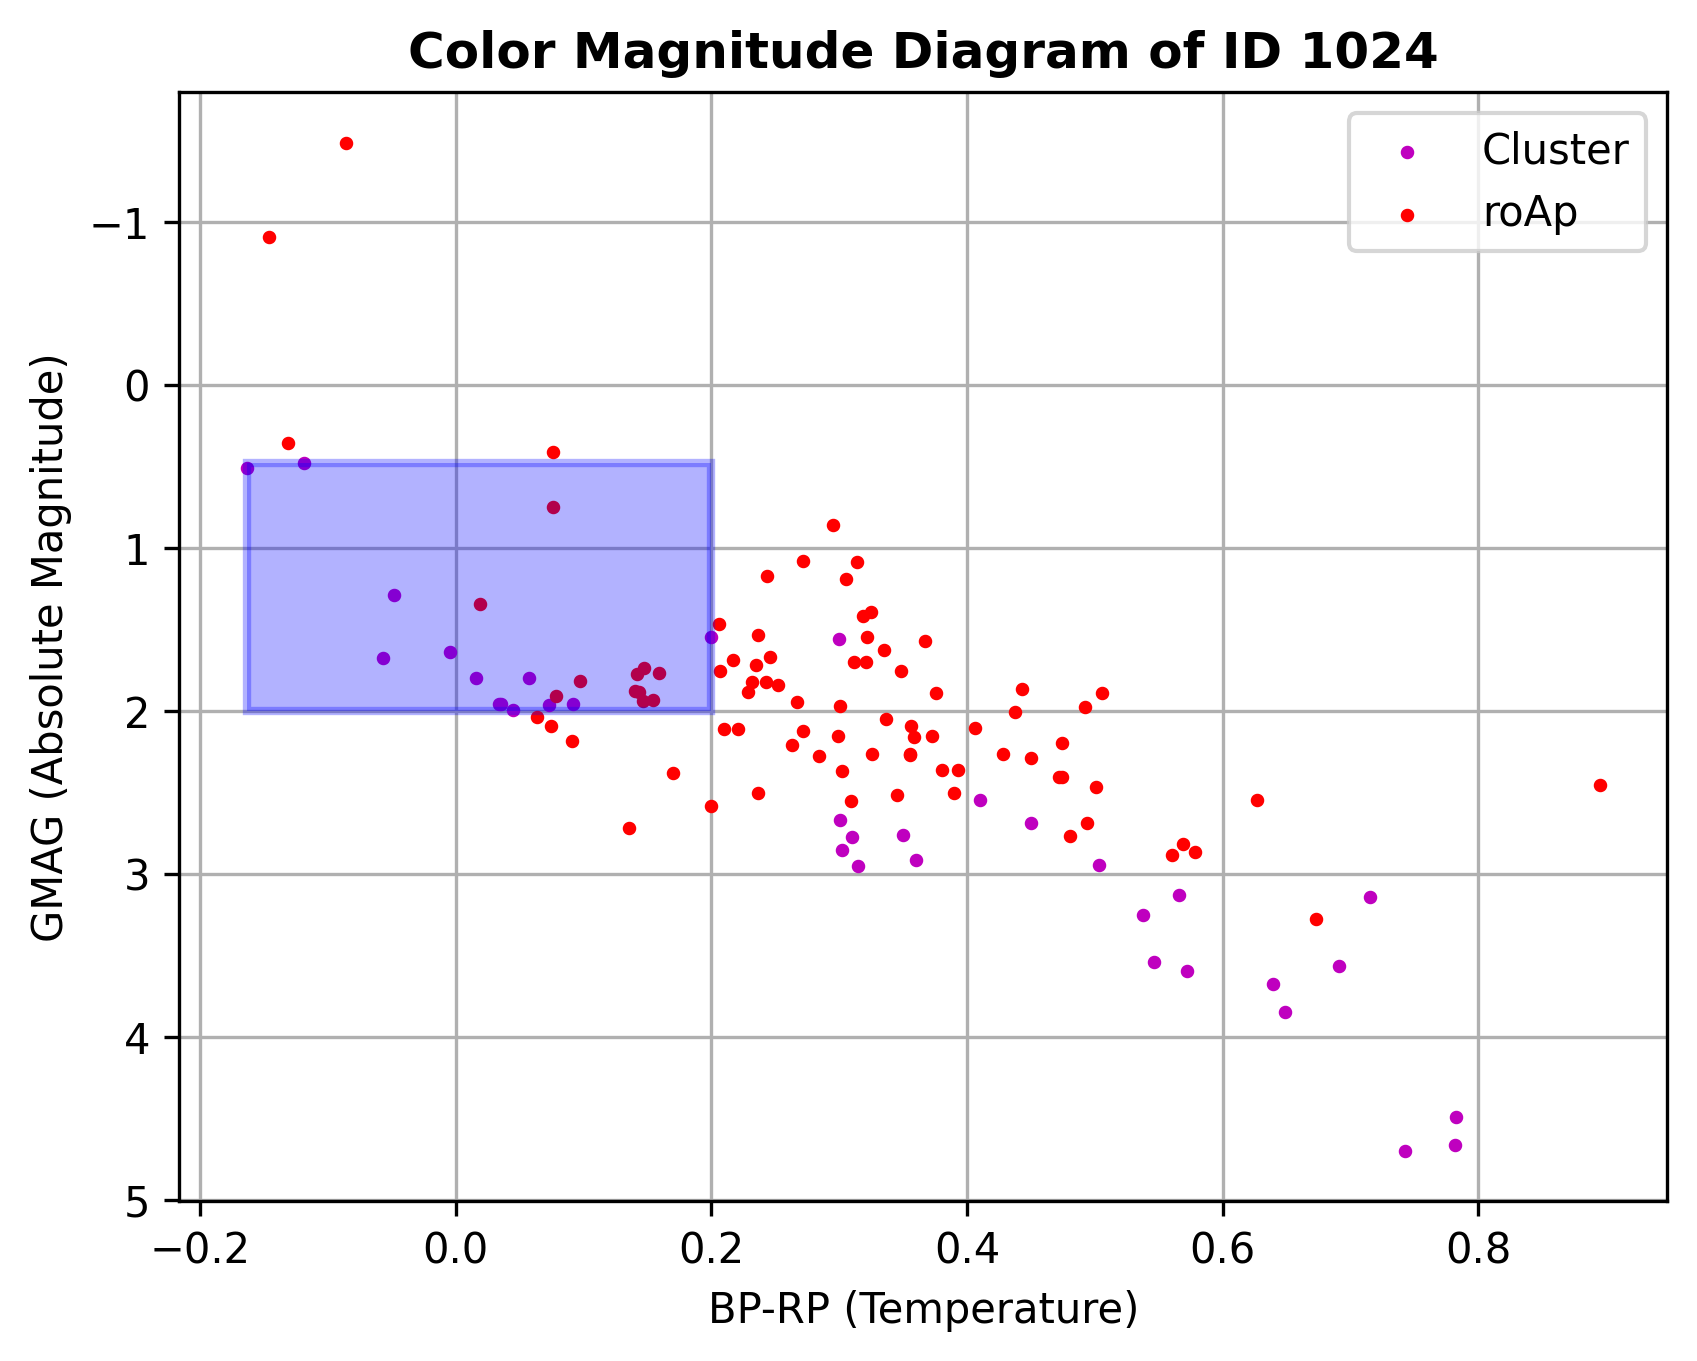 Color Magnitude Diagram of ID 1024
Cluster
roAp
GMAG (Absolute Magnitude)
−1
0
1
2
3
4
5
−0.2
0.0
0.2
0.4
0.6
0.8
BP-RP (Temperature)